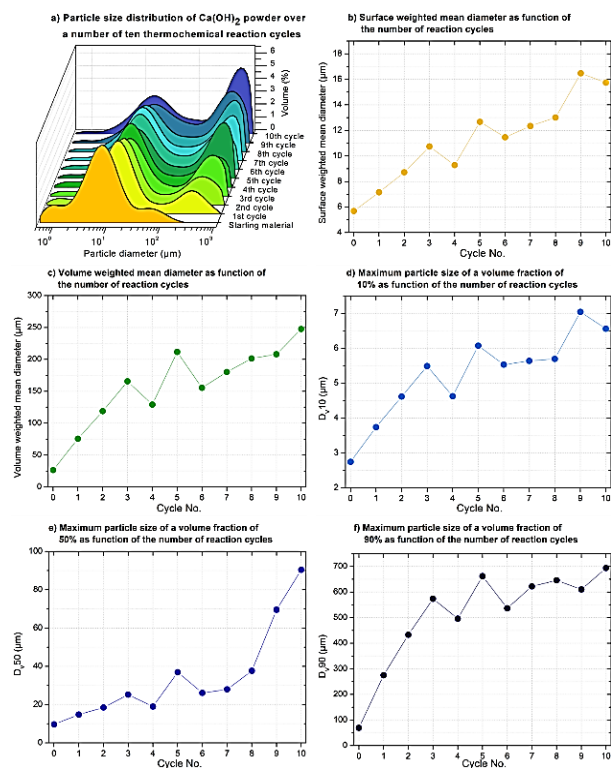 a) Particle size distribution of Ca(OH)2 powder over
a number of ten thermochemical reaction cycles
6
5
4
3
2
1
0
Volume (%)
10th cycle
9th cycle
8th cycle
7th cycle
6th cycle
5th cycle
4th cycle
3rd cycle
2nd cycle
1st cycle
Starting material
10^0 10^1 10^2 10^3
Particle diameter (µm)
b) Surface weighted mean diameter as function of
the number of reaction cycles
Surface weighted mean diameter (µm)
18
16
14
12
10
8
6
4
0 1 2 3 4 5 6 7 8 9 10
Cycle No.
c) Volume weighted mean diameter as function of
the number of reaction cycles
Volume weighted mean diameter (µm)
300
250
200
150
100
50
0
0 1 2 3 4 5 6 7 8 9 10
Cycle No.
d) Maximum particle size of a volume fraction of
10% as function of the number of reaction cycles
Dv10 (µm)
7
6
5
4
3
2
0 1 2 3 4 5 6 7 8 9 10
Cycle No.
e) Maximum particle size of a volume fraction of
50% as function of the number of reaction cycles
Dv50 (µm)
100
80
60
40
20
0
0 1 2 3 4 5 6 7 8 9 10
Cycle No.
f) Maximum particle size of a volume fraction of
90% as function of the number of reaction cycles
Dv90 (µm)
700
600
500
400
300
200
100
0
0 1 2 3 4 5 6 7 8 9 10
Cycle No.